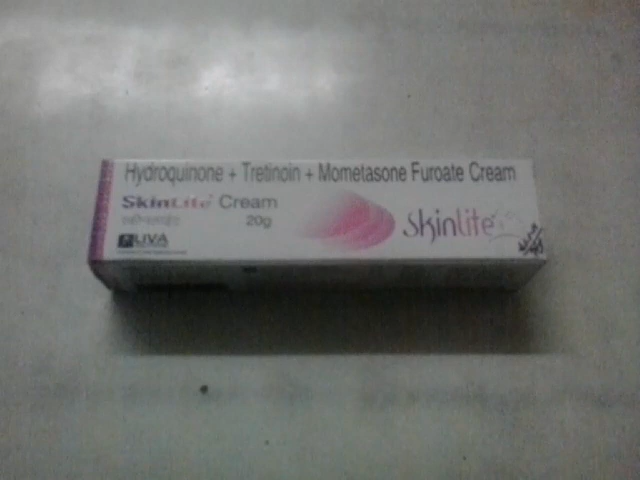 Hydroquinone + Tretinoin + Mometasone Furoate Cream
SkinLite Cream
20g
skinlite